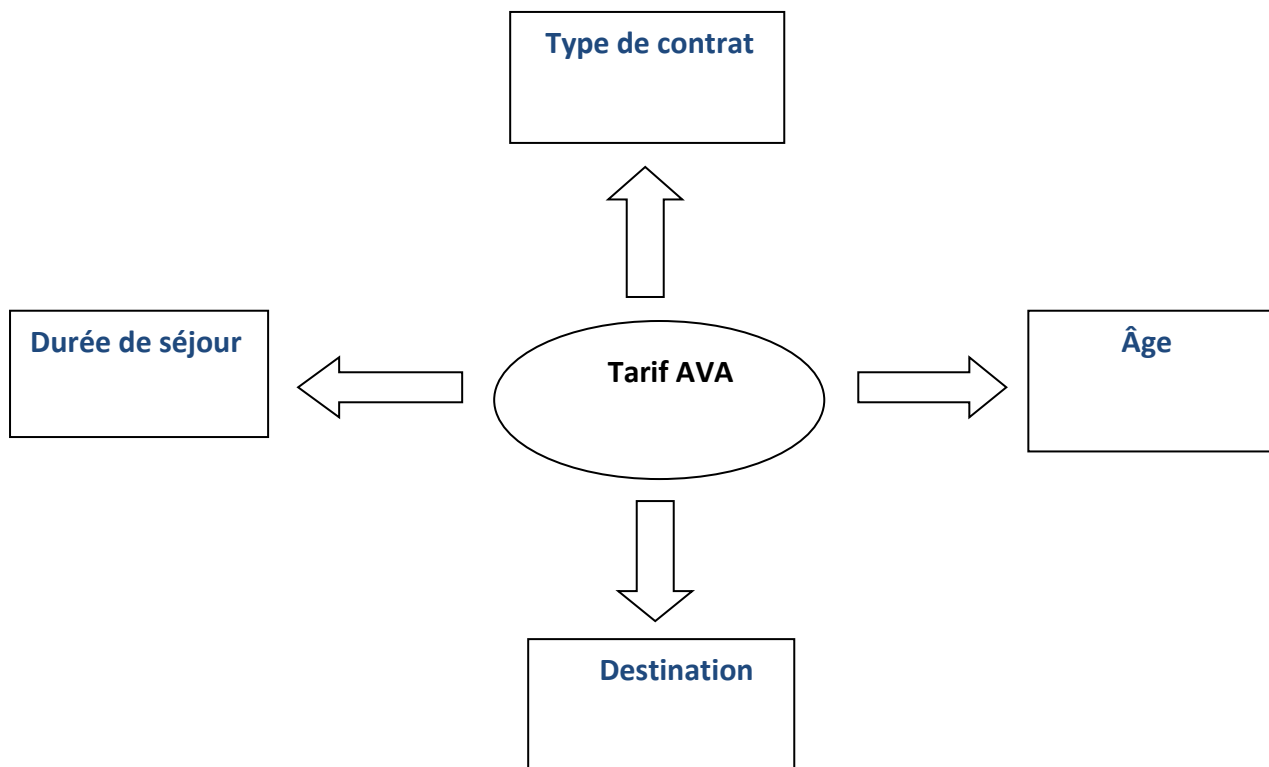 Type de contrat
Durée de séjour
Tarif AVA
Âge
Destination